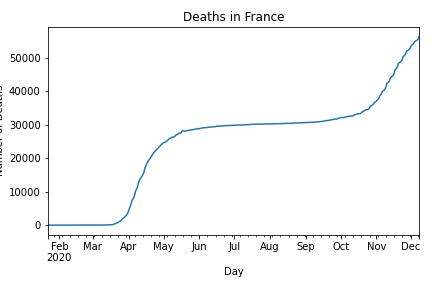 Deaths in France
Number of Deaths
50000
40000
30000
20000
10000
0
Feb Mar Apr May Jun Jul Aug Sep Oct Nov Dec
2020
Day